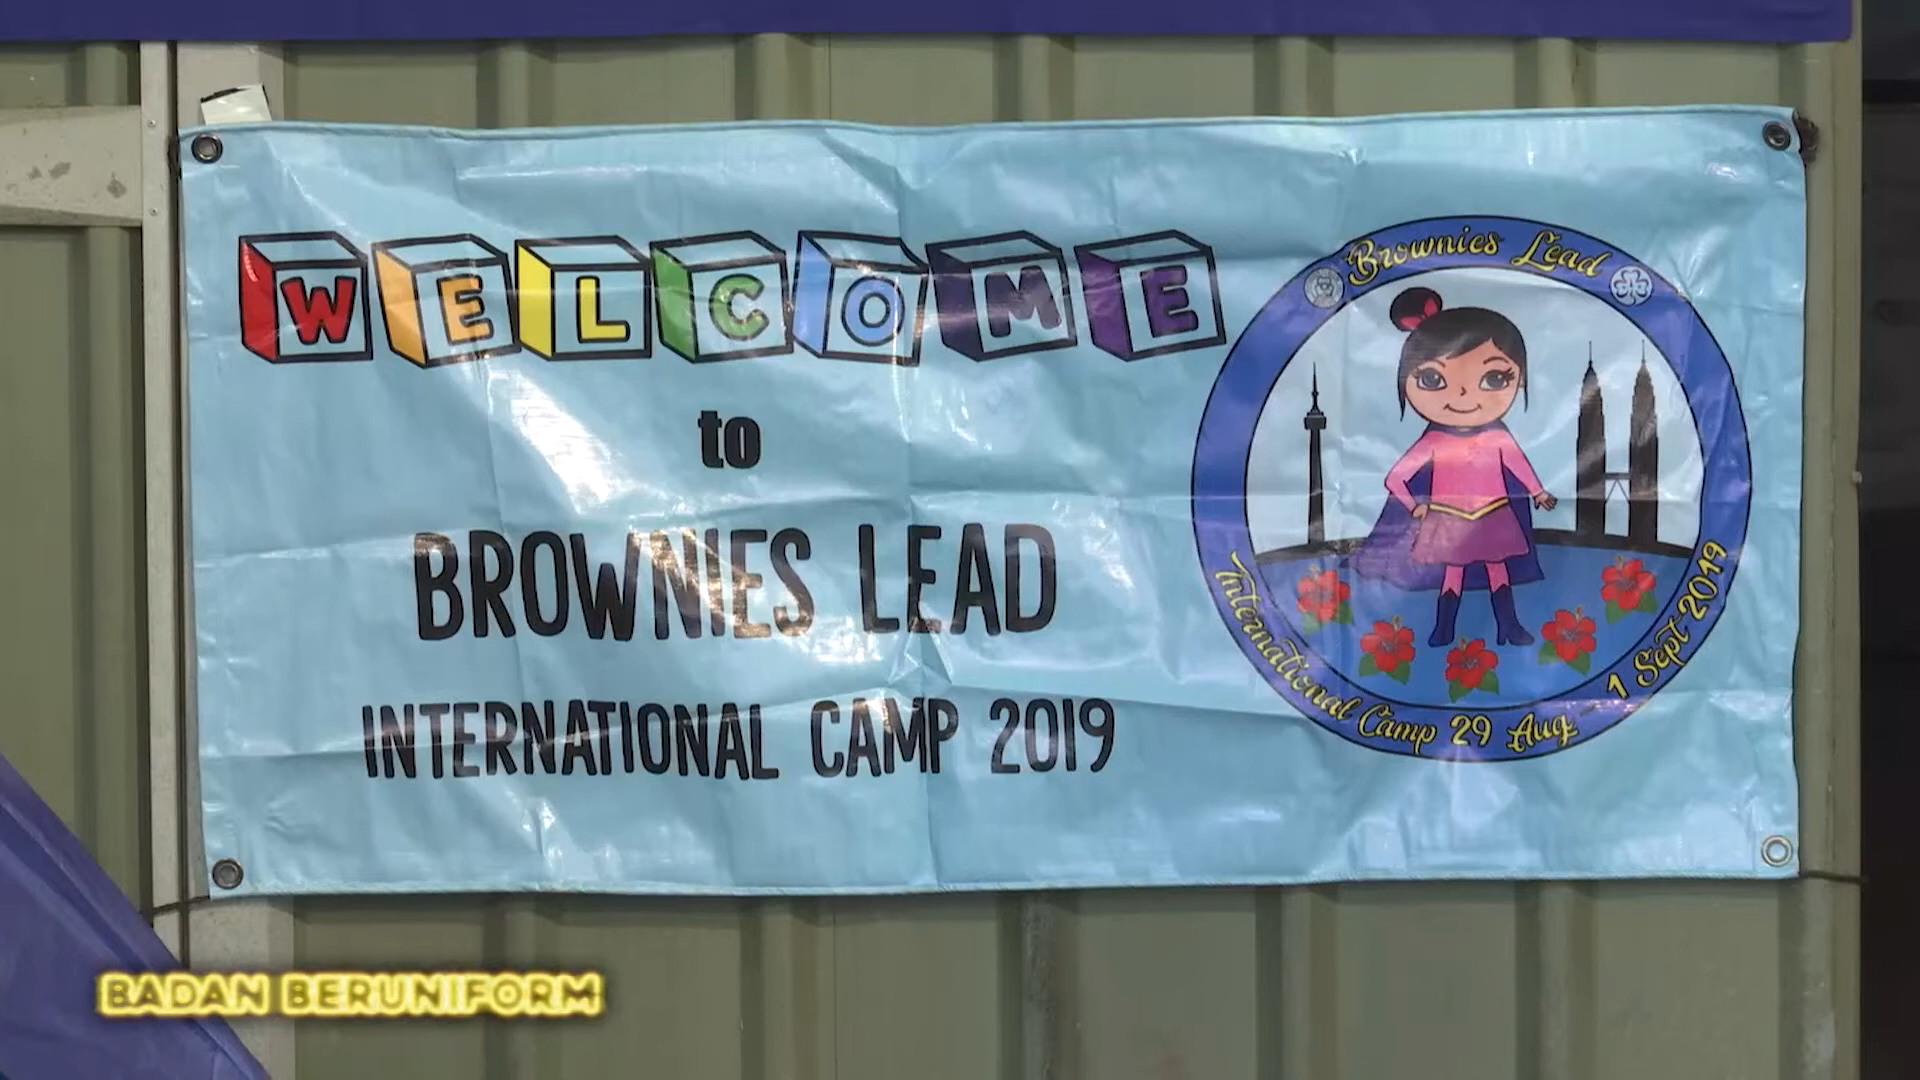 WELCOME
to
BROWNIES LEAD
INTERNATIONAL CAMP 2019
Brownies Lead
International Camp 29 Aug - 1 Sept 2019
BADAN BERUNIFORM